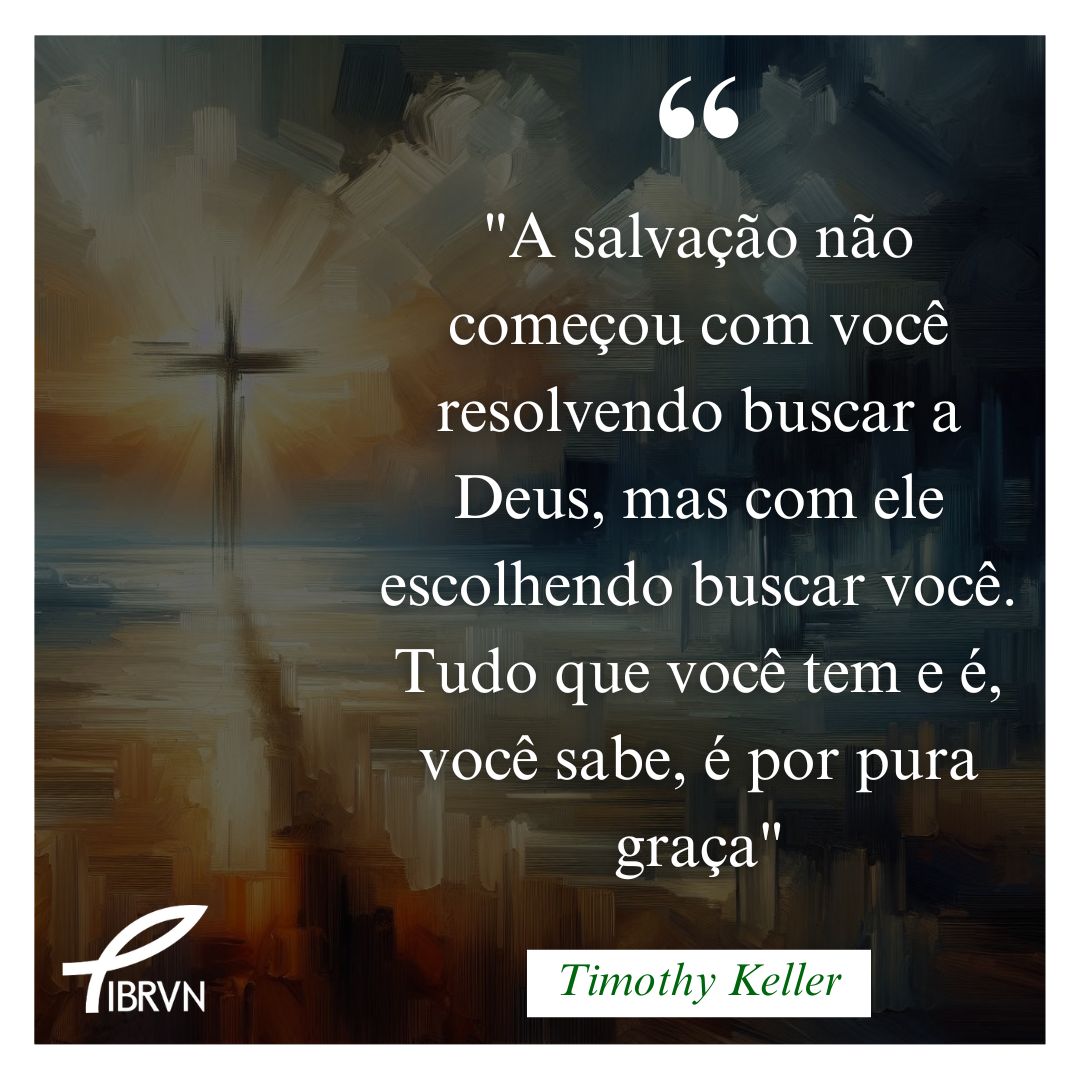 “
"A salvação não
começou com você
resolvendo buscar a
Deus, mas com ele
escolhendo buscar você.
Tudo que você tem e é,
você sabe, é por pura
graça"
Timothy Keller
PIBRVN